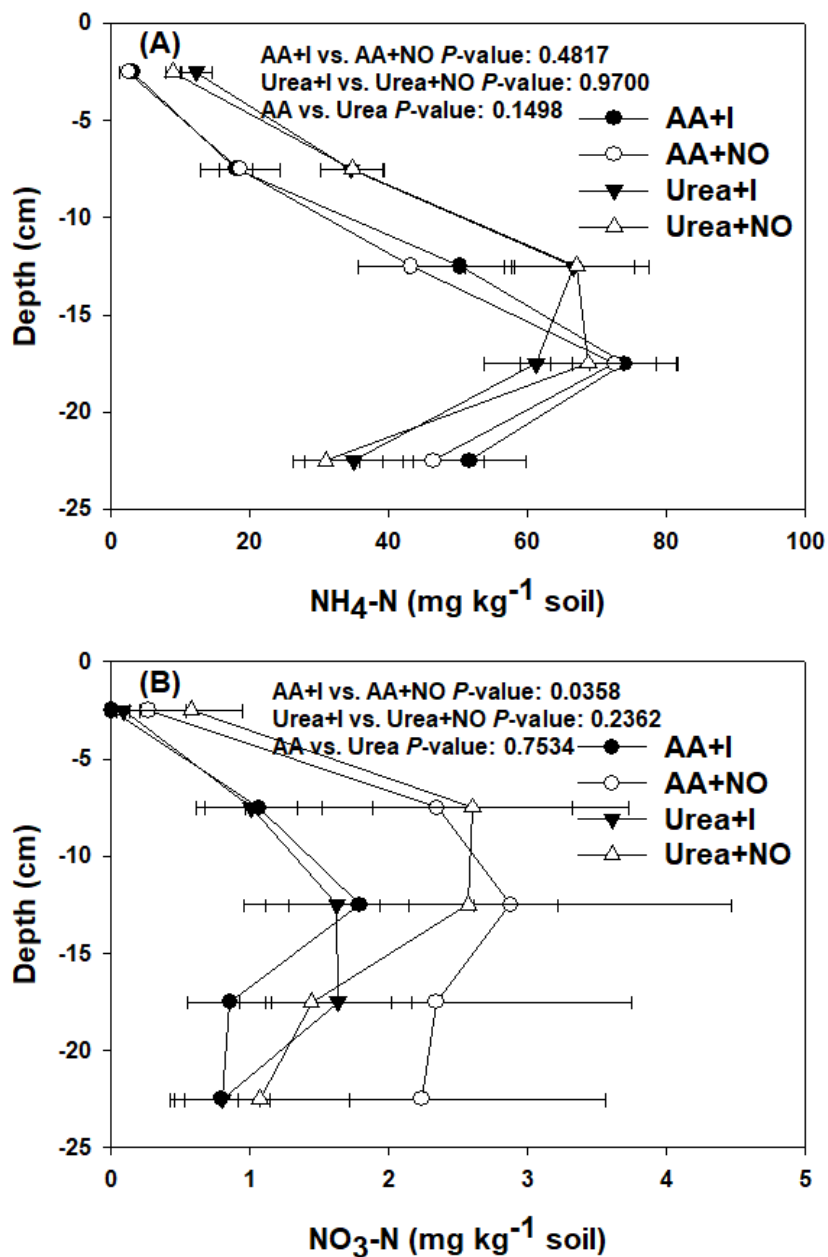 (A)
AA+I vs. AA+NO P-value: 0.4817
Urea+I vs. Urea+NO P-value: 0.9700
AA vs. Urea P-value: 0.1498
AA+I
AA+NO
Urea+I
Urea+NO
Depth (cm)
0
-5
-10
-15
-20
-25
0 20 40 60 80 100
NH4-N (mg kg-1 soil)
(B)
AA+I vs. AA+NO P-value: 0.0358
Urea+I vs. Urea+NO P-value: 0.2362
AA vs. Urea P-value: 0.7534
AA+I
AA+NO
Urea+I
Urea+NO
Depth (cm)
0
-5
-10
-15
-20
-25
0 1 2 3 4 5
NO3-N (mg kg-1 soil)